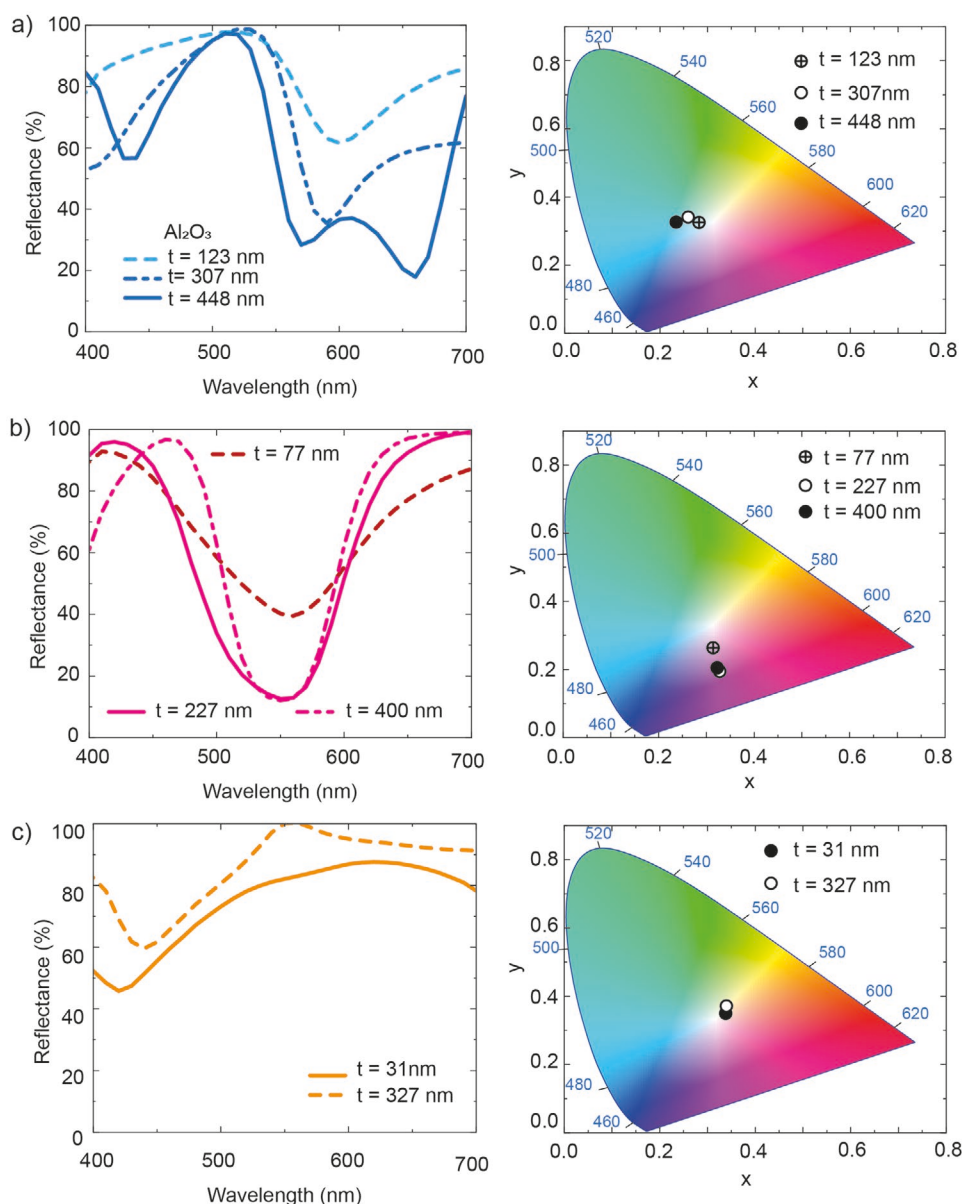 a)
100
80
60
40
20
0
Reflectance (%)
Al₂O₃
t = 123 nm
t= 307 nm
t = 448 nm
400 500 600 700
Wavelength (nm)
0.8
0.6
0.4
0.2
0.0
y
520
540
560
500
580
600
620
480
460
t = 123 nm
t = 307nm
t = 448 nm
0.0 0.2 0.4 0.6 0.8
x
b)
100
80
60
40
20
0
Reflectance (%)
t = 77 nm
t = 227 nm t = 400 nm
400 500 600 700
Wavelength (nm)
0.8
0.6
0.4
0.2
0.0
y
520
540
560
500
580
600
620
480
460
t = 77 nm
t = 227 nm
t = 400 nm
0.0 0.2 0.4 0.6 0.8
x
c)
100
80
60
40
20
0
Reflectance (%)
t = 31nm
t = 327 nm
400 500 600 700
Wavelength (nm)
0.8
0.6
0.4
0.2
0.0
y
520
540
560
500
580
600
620
480
460
t = 31 nm
t = 327 nm
0.0 0.2 0.4 0.6 0.8
x